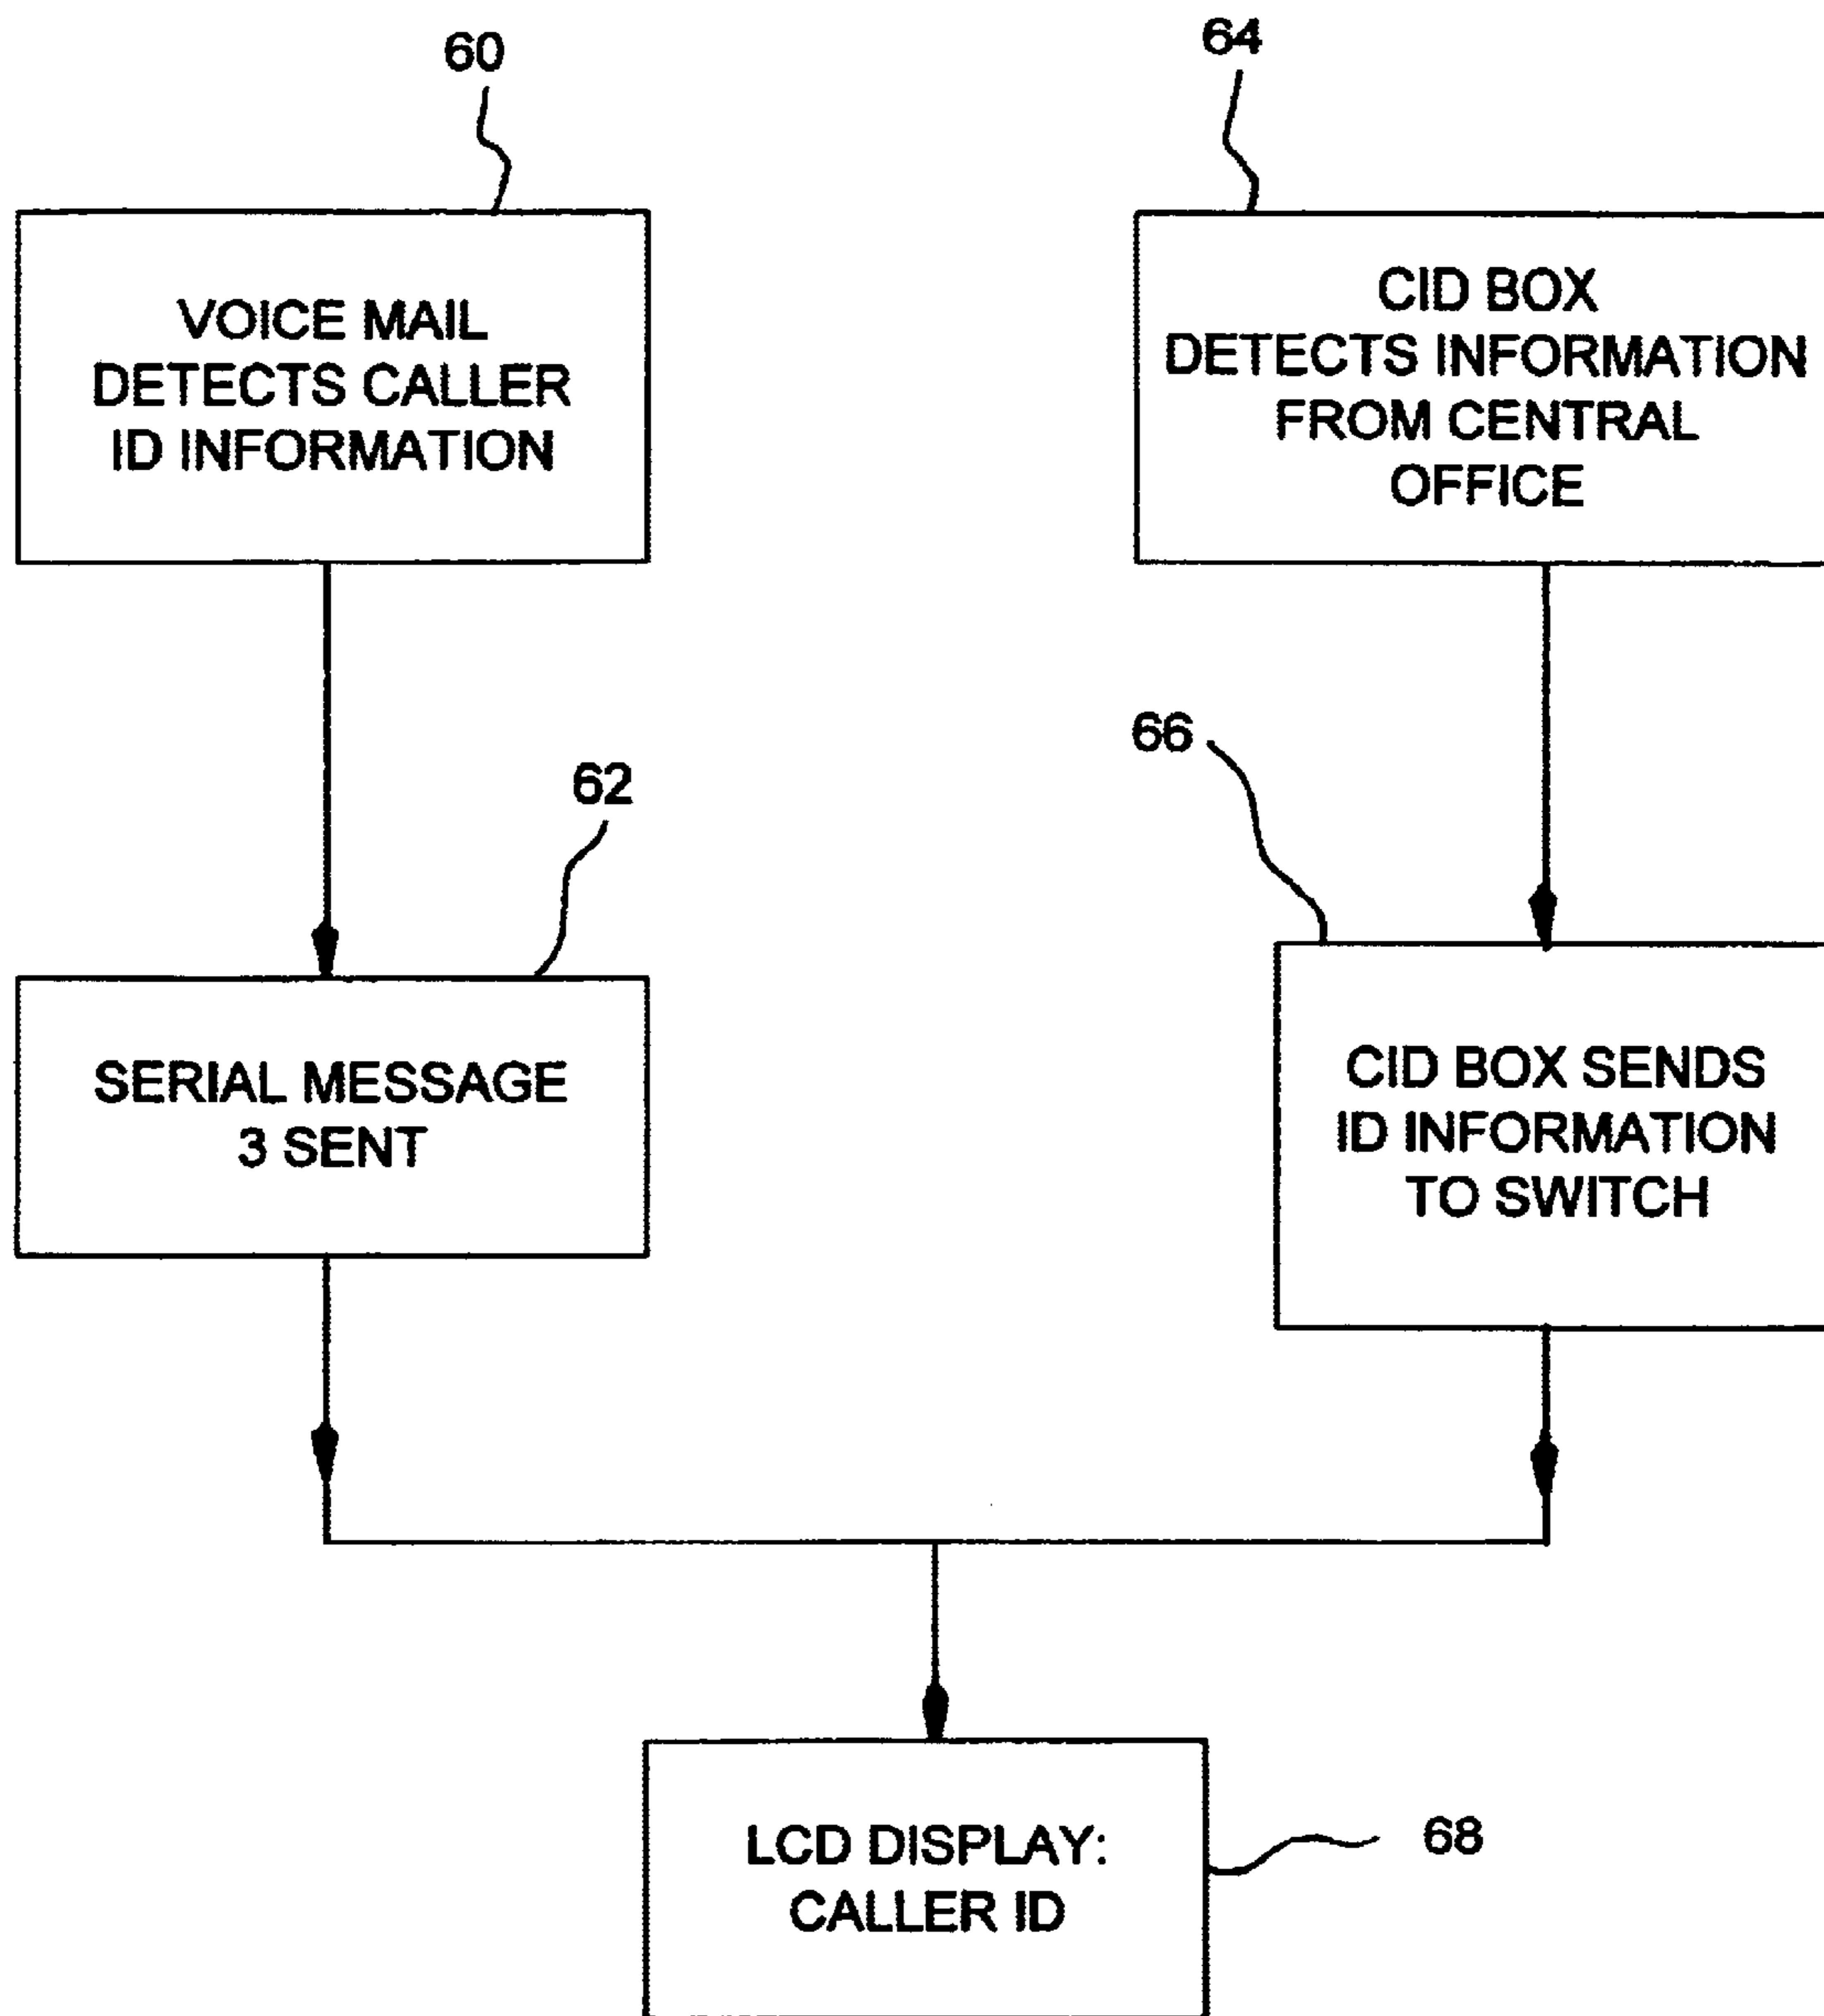 60
VOICE MAIL
DETECTS CALLER
ID INFORMATION
64
CID BOX
DETECTS INFORMATION
FROM CENTRAL
OFFICE
62
SERIAL MESSAGE
3 SENT
66
CID BOX SENDS
ID INFORMATION
TO SWITCH
LCD DISPLAY:
CALLER ID
68